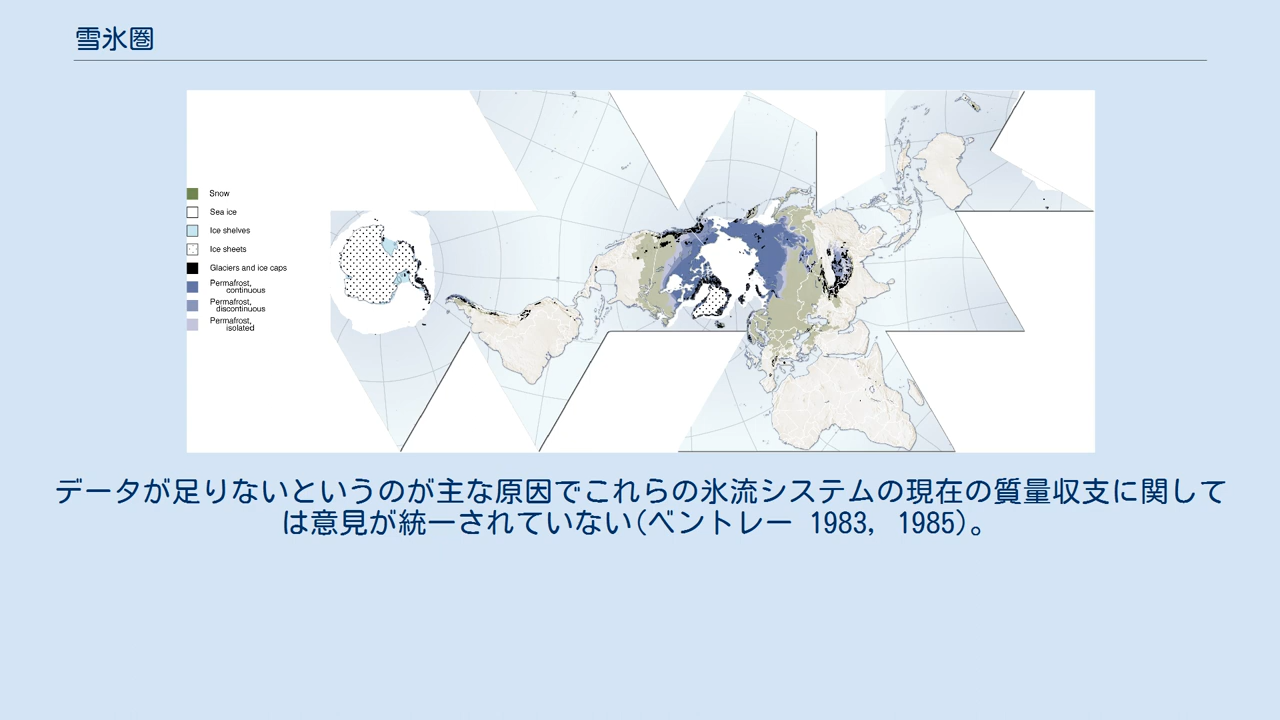 雪氷圏
Snow
Sea ice
Ice shelves
Ice sheets
Glaciers and ice caps
Permafrost,
continuous
Permafrost,
discontinuous
Permafrost,
isolated
データが足りないというのが主な原因でこれらの氷流システムの現在の質量収支に関して
は意見が統一されていない(ベントレー 1983, 1985)。